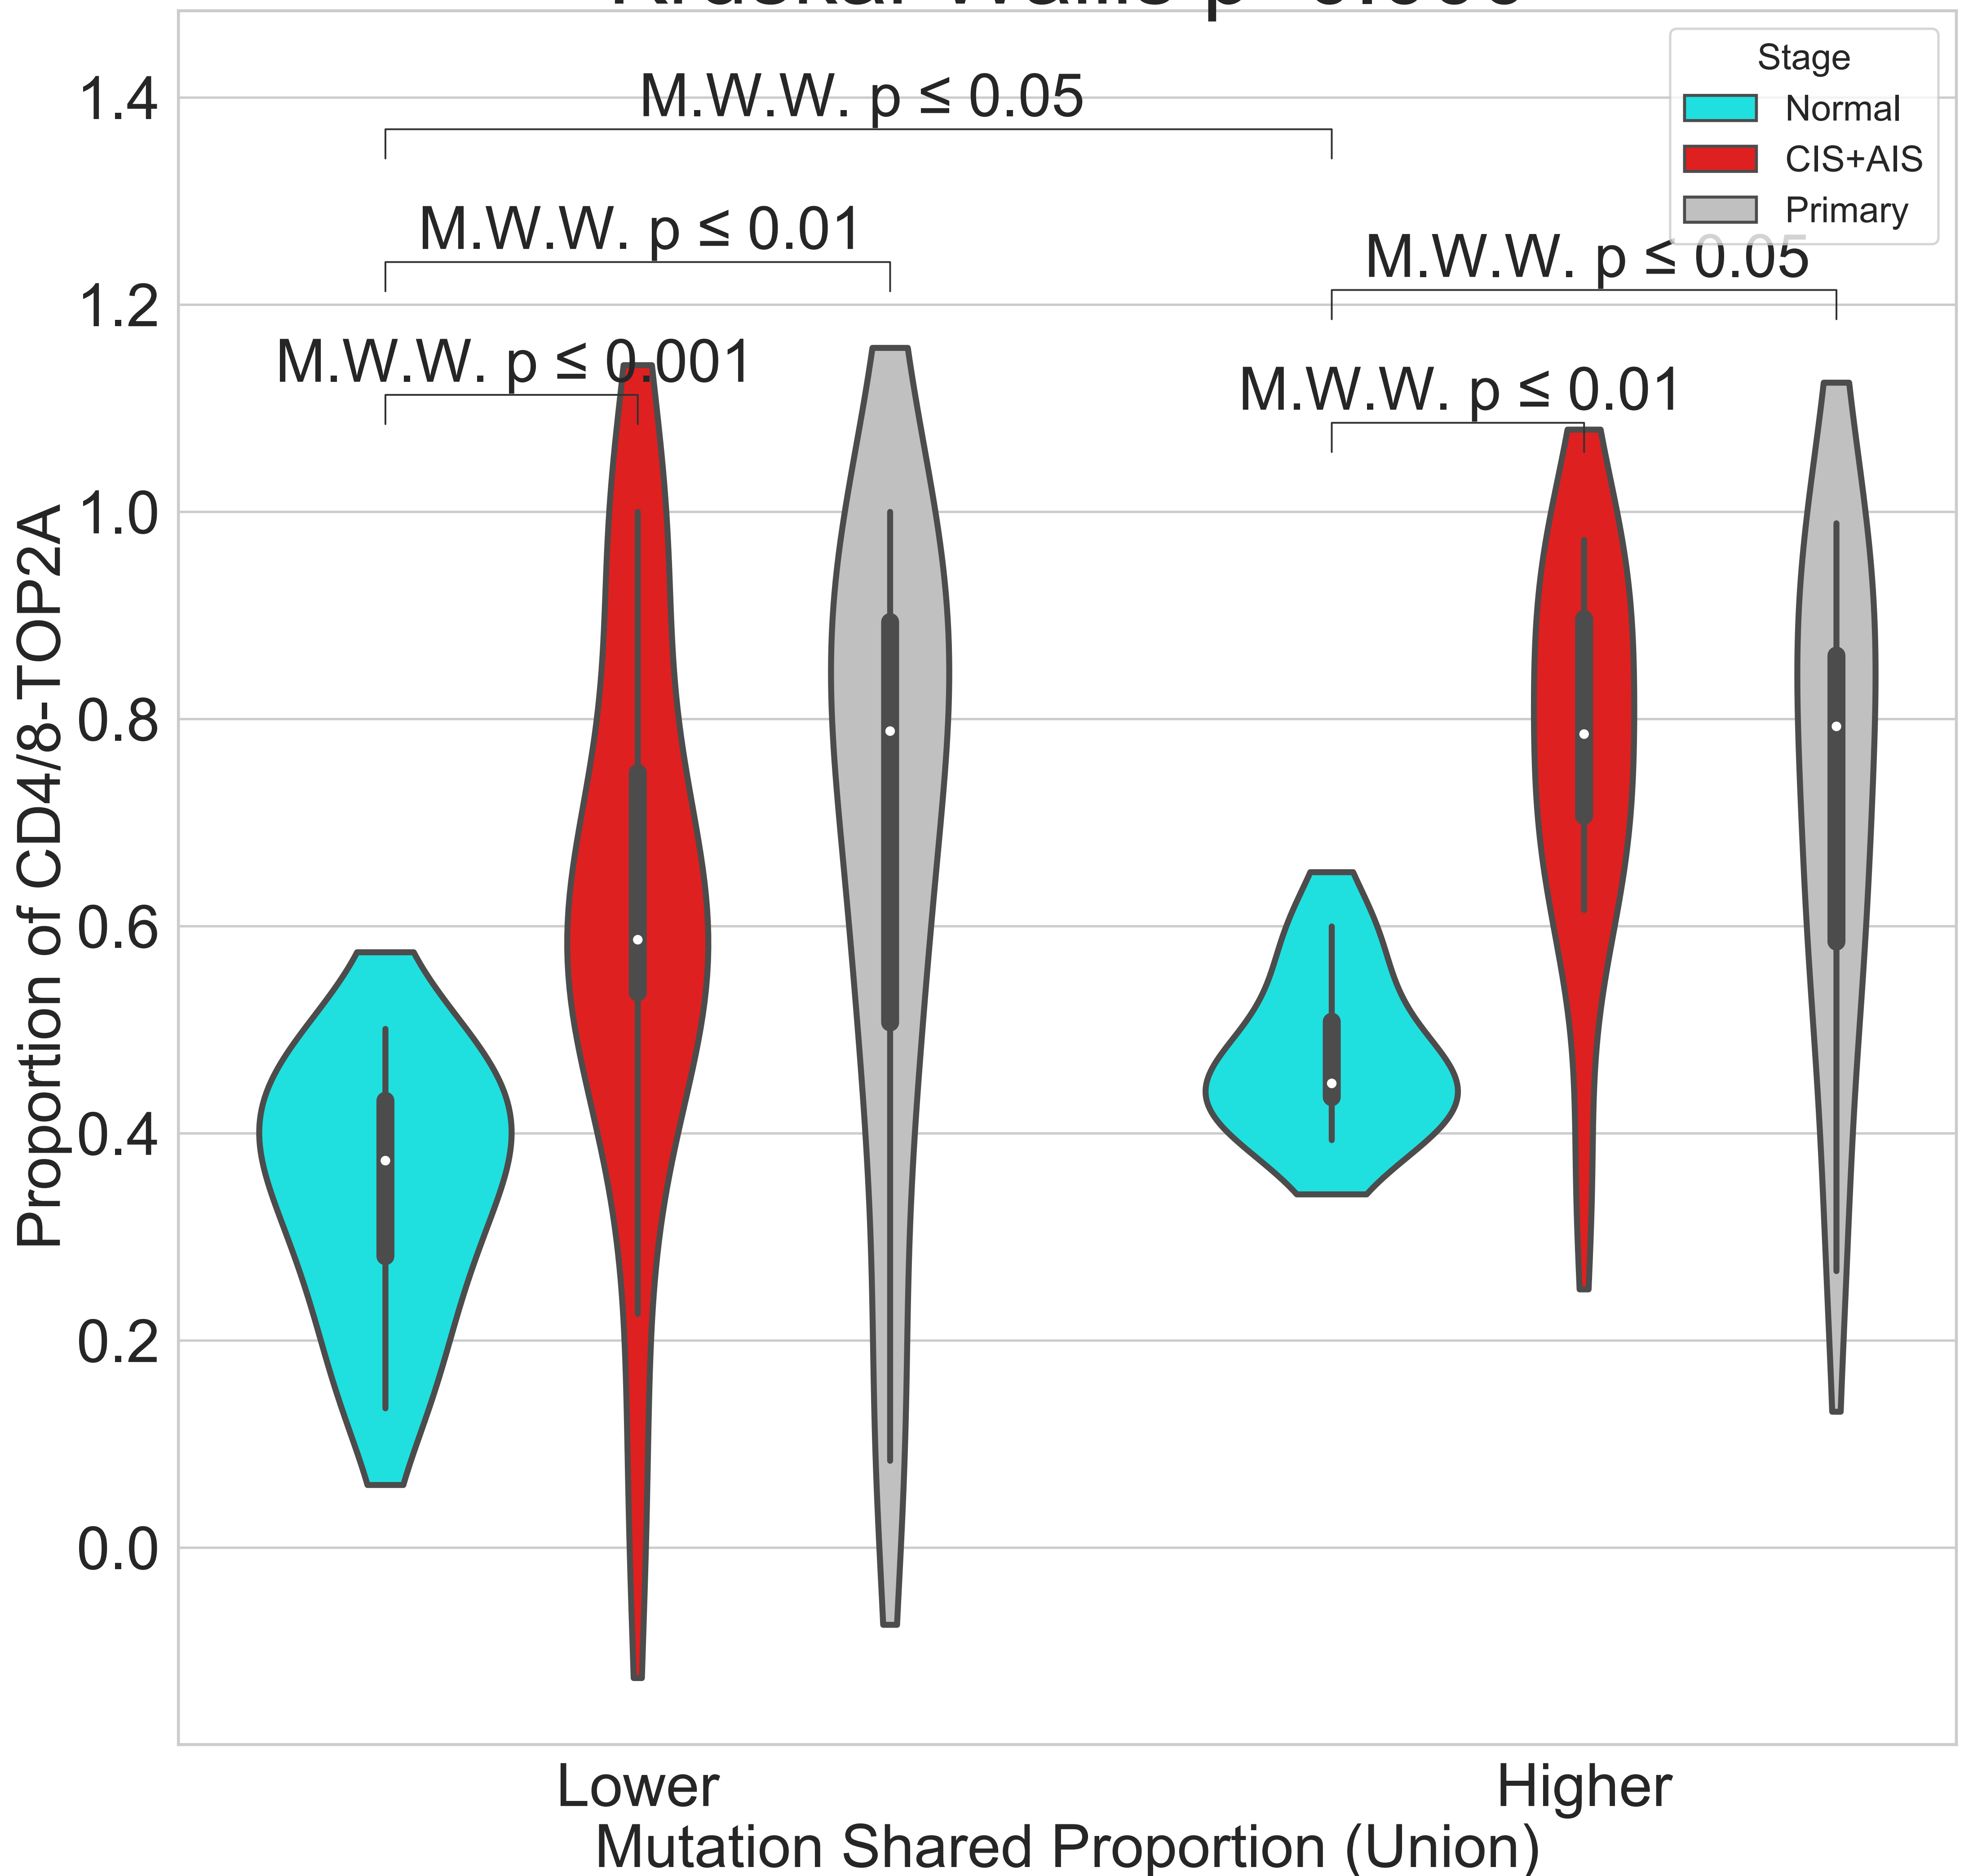 Stage
Normal
CIS+AIS
Primary
M.W.W. p ≤ 0.05
M.W.W. p ≤ 0.01
M.W.W. p ≤ 0.05
M.W.W. p ≤ 0.001
M.W.W. p ≤ 0.01
1.4
1.2
1.0
0.8
0.6
0.4
0.2
0.0
Proportion of CD4/8-TOP2A
Lower
Higher
Mutation Shared Proportion (Union)